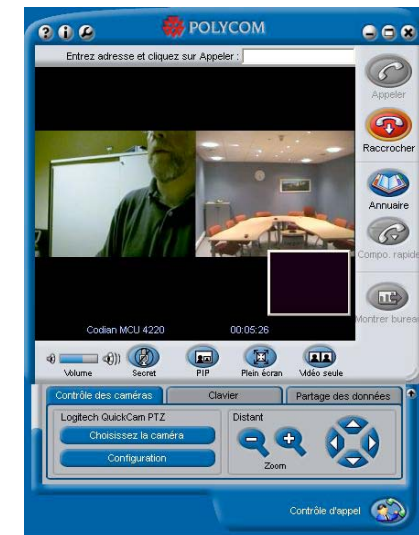 POLYCOM
Entrez adresse et cliquez sur Appeler :
Appeler
Raccrocher
Annuaire
Compo. rapide
Montrer bureau
Codian MCU 4220 00:05:26
Volume Secret PIP Plein écran Vidéo seule
Contrôle des caméras Clavier Partage des données
Logitech QuickCam PTZ Distant
Choisissez la caméra
Configuration
Zoom
Contrôle d'appel